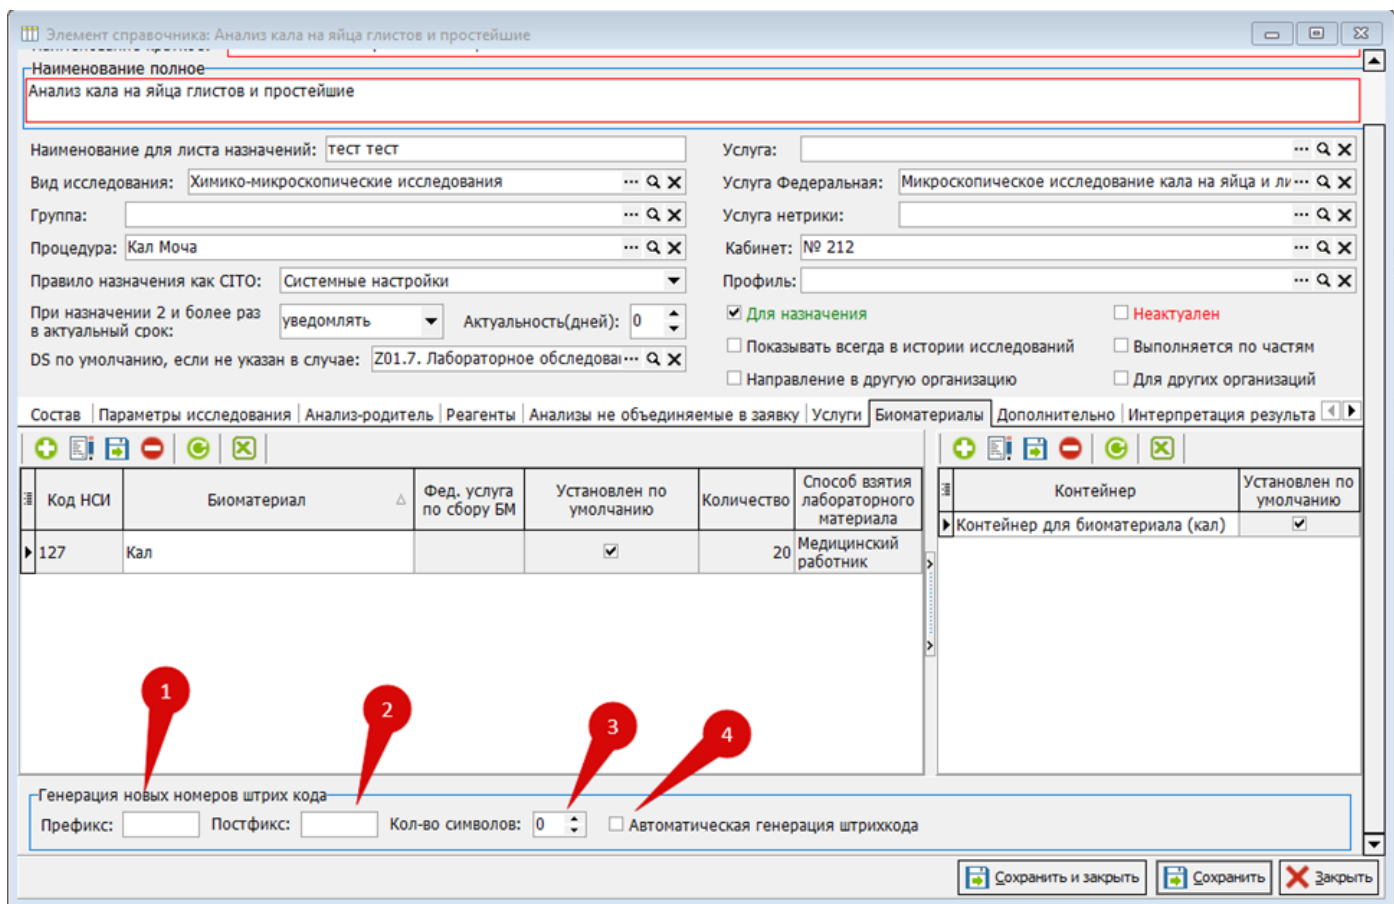 Элемент справочника: Анализ кала на яйца глистов и простейшие
Наименование полное
Анализ кала на яйца глистов и простейшие
Наименование для листа назначений: тест тест
Услуга:
Вид исследования: Химико-микроскопические исследования
Услуга Федеральная: Микроскопическое исследование кала на яйца и ли
Группа:
Услуга нетрики:
Процедура: Кал Моча
Кабинет: № 212
Правило назначения как CITO: Системные настройки
Профиль:
При назначении 2 и более раз
в актуальный срок:
уведомлять
Актуальность(дней): 0
Для назначения
Неактуален
Показывать всегда в истории исследований
Выполняется по частям
DS по умолчанию, если не указан в случае: Z01.7. Лабораторное обследова
Направление в другую организацию
Для других организаций
Состав Параметры исследования Анализ-родитель Реагенты Анализы не объединяемые в заявку Услуги Биоматериалы Дополнительно Интерпретация результа
Код НСИ
Биоматериал
Фед. услуга
по сбору БМ
Установлен по
умолчанию
Количество
Способ взятия
лабораторного
материала
Контейнер
Установлен по
умолчанию
Контейнер для биоматериала (кал)
127
Кал
20
Медицинский
работник
1
2
3
4
Генерация новых номеров штрих кода
Префикс:
Постфикс:
Кол-во символов: 0
Автоматическая генерация штрихкода
Сохранить и закрыть
Сохранить
Закрыть